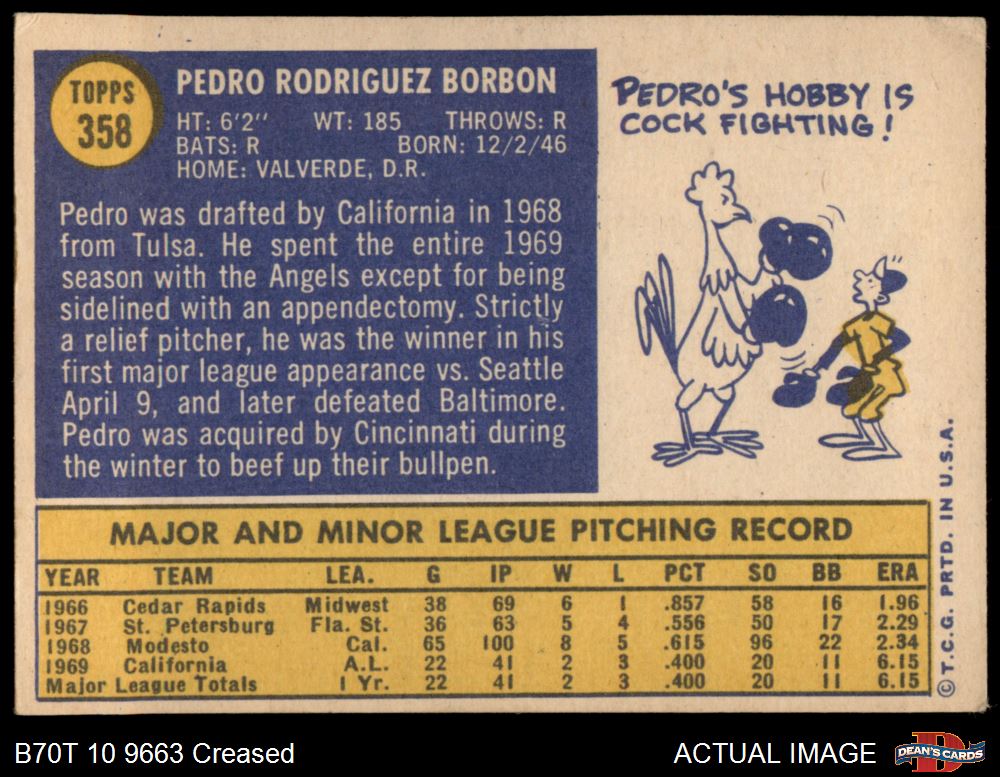 TOPPS
358
PEDRO RODRIGUEZ BORBON
HT: 6'2" WT: 185 THROWS: R
BATS: R BORN: 12/2/46
HOME: VALVERDE, D.R.
Pedro was drafted by California in 1968
from Tulsa. He spent the entire 1969
season with the Angels except for being
sidelined with an appendectomy. Strictly
a relief pitcher, he was the winner in his
first major league appearance vs. Seattle
April 9, and later defeated Baltimore.
Pedro was acquired by Cincinnati during
the winter to beef up their bullpen.
PEDRO'S HOBBY IS
COCK FIGHTING!
MAJOR AND MINOR LEAGUE PITCHING RECORD
YEAR TEAM LEA. G IP W L PCT SO BB ERA
1966 Cedar Rapids Midwest 38 69 6 1 .857 58 16 1.96
1967 St. Petersburg Fla. St. 36 63 5 4 .556 50 17 2.29
1968 Modesto Cal. 65 100 8 5 .615 96 22 2.34
1969 California A.L. 22 41 2 3 .400 20 11 6.15
Major League Totals 1 Yr. 22 41 2 3 .400 20 11 6.15
© T.C.G. PRTD. IN U.S.A.
B70T 10 9663 Creased
ACTUAL IMAGE
DEAN'S CARDS